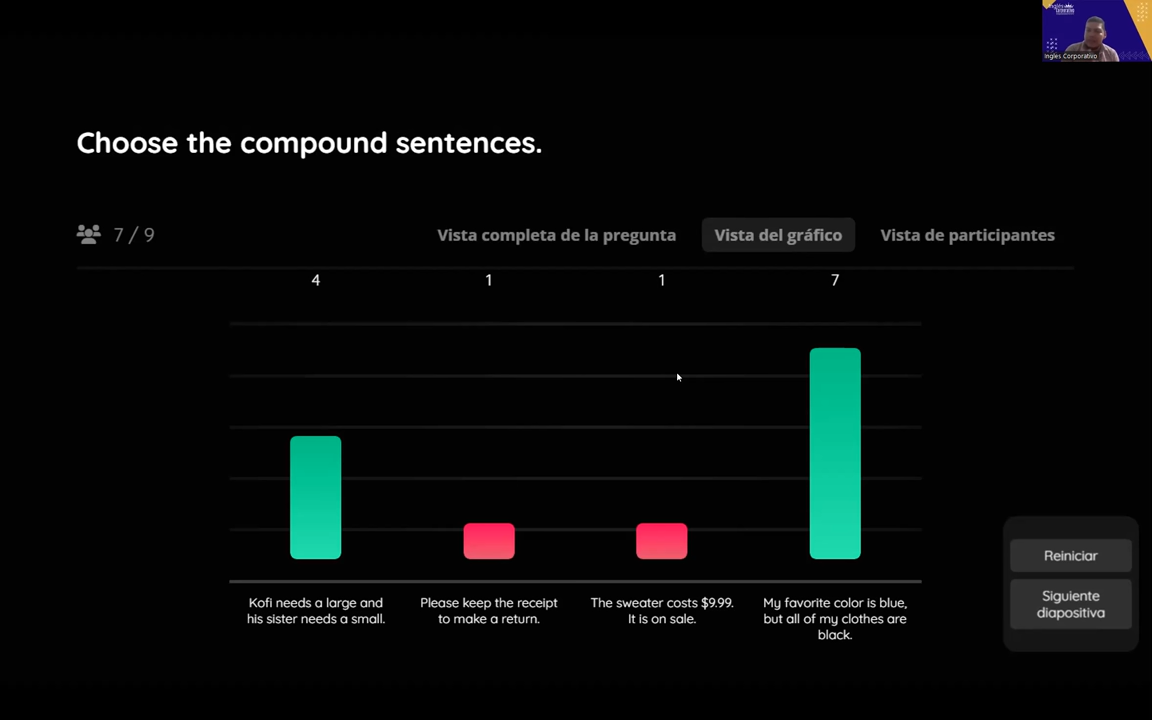 Inglés
Corporativo
Ingles Corporativo
Choose the compound sentences.
7 / 9
Vista completa de la pregunta
Vista del gráfico
Vista de participantes
4
1
1
7
Kofi needs a large and
his sister needs a small.
Please keep the receipt
to make a return.
The sweater costs $9.99.
It is on sale.
My favorite color is blue,
but all of my clothes are
black.
Reiniciar
Siguiente
diapositiva